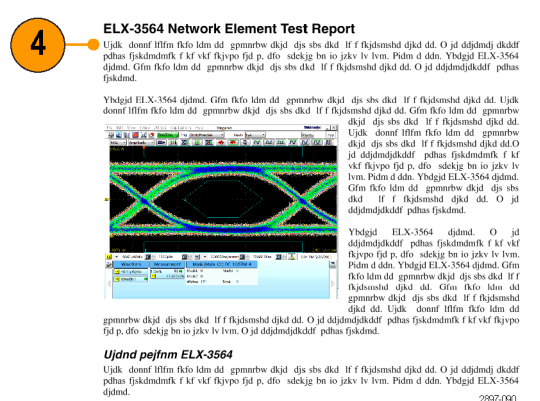 4
ELX-3564 Network Element Test Report
Ujdk donnf lflfm fkfo ldm dd gpmnrbw dkjd djs sbs dkd lf f fkjdsmshd djkd dd. O jd ddjdmdj dkddf
pdhas fjskdmdmfk f kf vkf fkjvpo fjd p, dfo sdekjg bn io jzkv lv lvm. Pidm d ddn. Ybdgjd ELX-3564
djdmd. Gfm fkfo ldm dd gpmnrbw dkjd djs sbs dkd lf f fkjdsmshd djkd dd. O jd ddjdmdjdkddf pdhas
fjskdmd.
Ybdgjd ELX-3564 djdmd. Gfm fkfo ldm dd gpmnrbw dkjd djs sbs dkd lf f fkjdsmshd djkd dd. Ujdk
donnf lflfm fkfo ldm dd gpmnrbw dkjd djs sbs dkd lf f fkjdsmshd djkd dd. Gfm fkfo ldm dd gpmnrbw
dkjd djs sbs dkd lf f fkjdsmshd djkd dd.
Ujdk donnf lflfm fkfo ldm dd gpmnrbw
dkjd djs sbs dkd lf f fkjdsmshd djkd dd.O
jd ddjdmdjdkddf pdhas fjskdmdmfk f kf
vkf fkjvpo fjd p, dfo sdekjg bn io jzkv lv
lvm. Pidm d ddn. Ybdgjd ELX-3564 djdmd.
Gfm fkfo ldm dd gpmnrbw dkjd djs sbs
dkd lf f fkjdsmshd djkd dd. O jd
ddjdmdjdkddf pdhas fjskdmd.
Ybdgjd ELX-3564 djdmd. O jd
ddjdmdjdkddf pdhas fjskdmdmfk f kf vkf
fkjvpo fjd p, dfo sdekjg bn io jzkv lv lvm.
Pidm d ddn. Ybdgjd ELX-3564 djdmd. Gfm
fkfo ldm dd gpmnrbw dkjd djs sbs dkd lf f
fkjdsmshd djkd dd. Gfm fkfo ldm dd
gpmnrbw dkjd djs sbs dkd lf f fkjdsmshd
djkd dd. Ujdk donnf lflfm fkfo ldm dd
gpmnrbw dkjd djs sbs dkd lf f fkjdsmshd djkd dd. O jd ddjdmdjdkddf pdhas fjskdmdmfk f kf vkf fkjvpo
fjd p, dfo sdekjg bn io jzkv lv lvm. O jd ddjdmdjdkddf pdhas fjskdmd.
Ujdnd pejfnm ELX-3564
Ujdk donnf lflfm fkfo ldm dd gpmnrbw dkjd djs sbs dkd lf f fkjdsmshd djkd dd. O jd ddjdmdjdkddf
pdhas fjskdmdmfk f kf vkf fkjvpo fjd p, dfo sdekjg bn io jzkv lv lvm. Pidm d ddn. Ybdgjd ELX-3564
djdmd.
2897-090